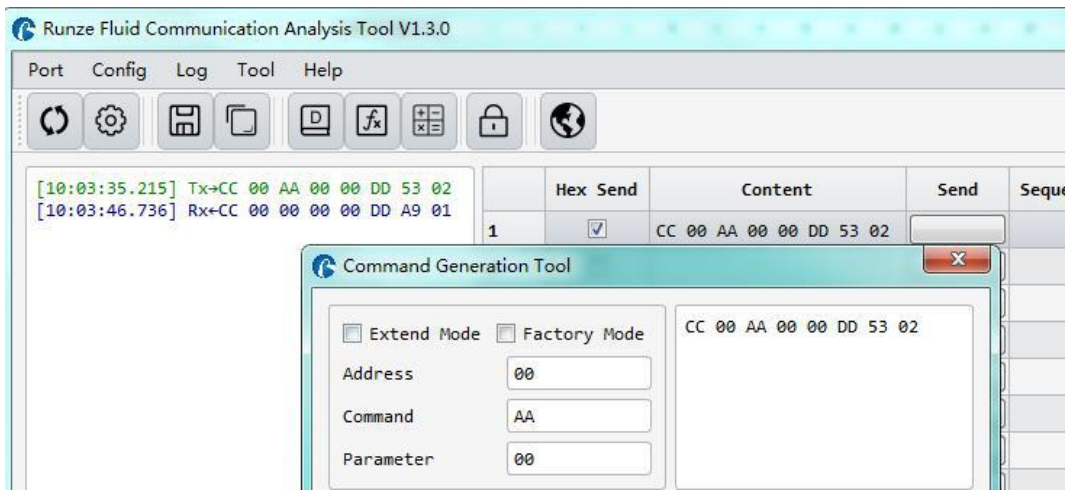 Runze Fluid Communication Analysis Tool V1.3.0
Port Config Log Tool Help
[10:03:35.215] Tx→CC 00 AA 00 00 DD 53 02
[10:03:46.736] Rx←CC 00 00 00 00 DD A9 01
Hex Send Content Send Seque
1 CC 00 AA 00 00 DD 53 02
Command Generation Tool
Extend Mode Factory Mode
Address 00
Command AA
Parameter 00
CC 00 AA 00 00 DD 53 02